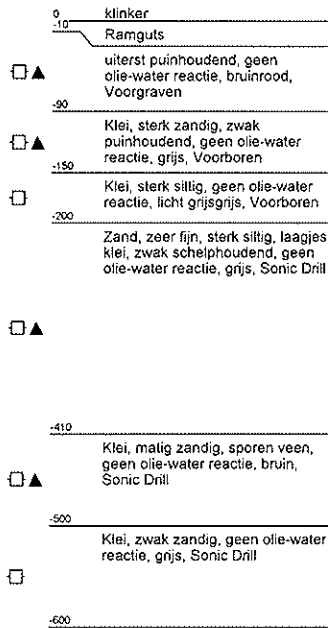 0 klinker
-10
Ramguts
uiterst puinhoudend, geen
olie-water reactie, bruinrood,
Voorgraven
-90
Klei, sterk zandig, zwak
puinhoudend, geen olie-water
reactie, grijs, Voorboren
-150
Klei, sterk siltig, geen olie-water
reactie, licht grijsgrijs, Voorboren
-200
Zand, zeer fijn, sterk siltig, laagjes
klei, zwak schelphoudend, geen
olie-water reactie, grijs, Sonic Drill
-410
Klei, matig zandig, sporen veen,
geen olie-water reactie, bruin,
Sonic Drill
-500
Klei, zwak zandig, geen olie-water
reactie, grijs, Sonic Drill
-600